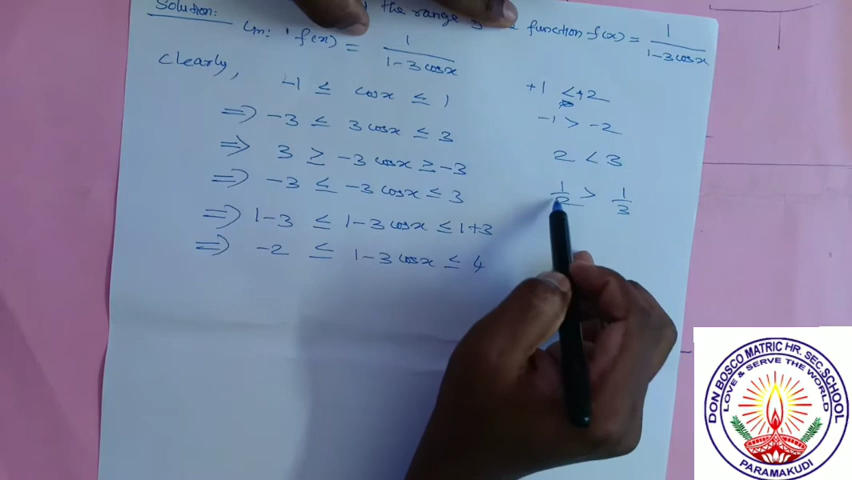 Solution: the range function f(x) = 1/(1-3cosx)
Gn: f(x) = 1/(1-3cosx)
Clearly,
-1 ≤ cosx ≤ 1
⇒ -3 ≤ 3cosx ≤ 3
⇒ 3 ≥ -3cosx ≥ -3
⇒ -3 ≤ -3cosx ≤ 3
⇒ 1-3 ≤ 1-3cosx ≤ 1+3
⇒ -2 ≤ 1-3cosx ≤ 4
+1 < +2
-1 > -2
2 < 3
1/2 > 1/3
DON BOSCO MATRIC HR. SEC. SCHOOL
LOVE & SERVE THE WORLD
PARAMAKUDI